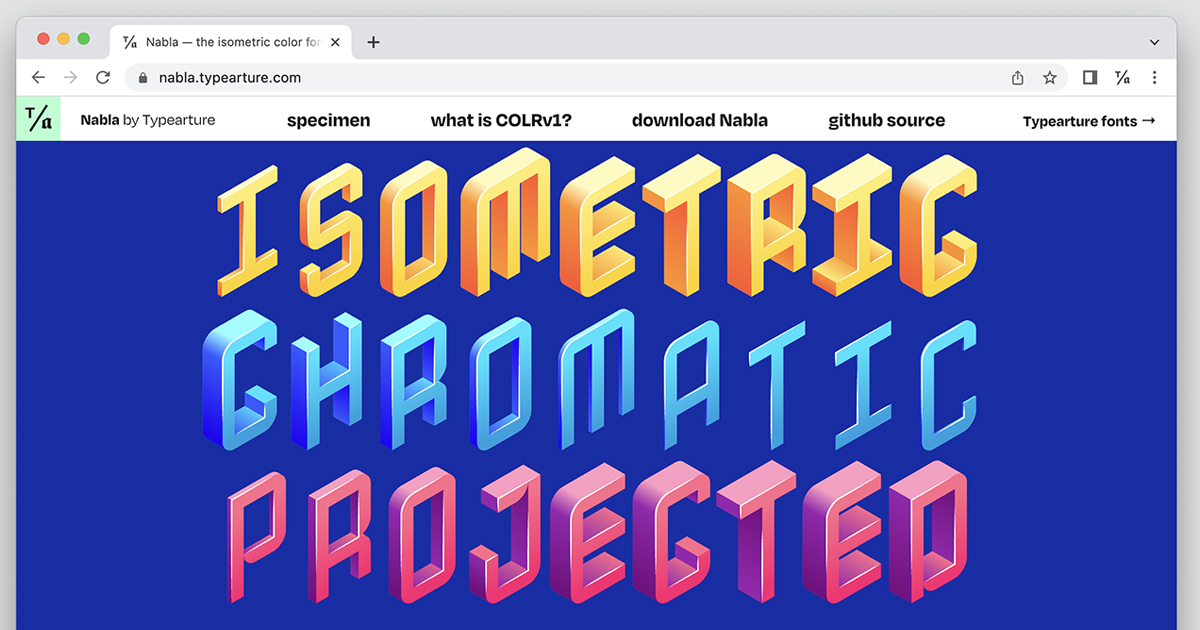 T/a Nabla — the isometric color for
nabla.typearture.com
T/a
T/a
Nabla by Typearture
specimen
what is COLRv1?
download Nabla
github source
Typearture fonts →
ISOMETRIC
CHROMATIC
PROJECTED